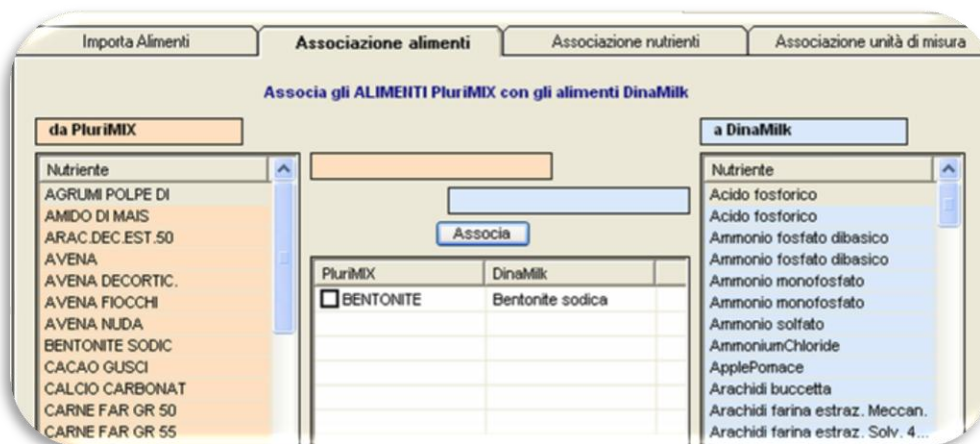 Importa Alimenti
Associazione alimenti
Associazione nutrienti
Associazione unità di misura
Associa gli ALIMENTI PluriMIX con gli alimenti DinaMilk
da PluriMIX
Nutriente
AGRUMI POLPE DI
AMIDO DI MAIS
ARAC.DEC.EST.50
AVENA
AVENA DECORTIC.
AVENA FIOCCHI
AVENA NUDA
BENTONITE SODIC
CACAO GUSCI
CALCIO CARBONAT
CARNE FAR GR 50
CARNE FAR GR 55
Associa
PluriMIX DinaMilk
BENTONITE Bentonite sodica
a DinaMilk
Nutriente
Acido fosforico
Acido fosforico
Ammonio fosfato dibasico
Ammonio fosfato dibasico
Ammonio monofosfato
Ammonio monofosfato
Ammonio solfato
AmmoniumChloride
ApplePomace
Arachidi buccetta
Arachidi farina estraz. Meccan.
Arachidi farina estraz. Solv. 4...